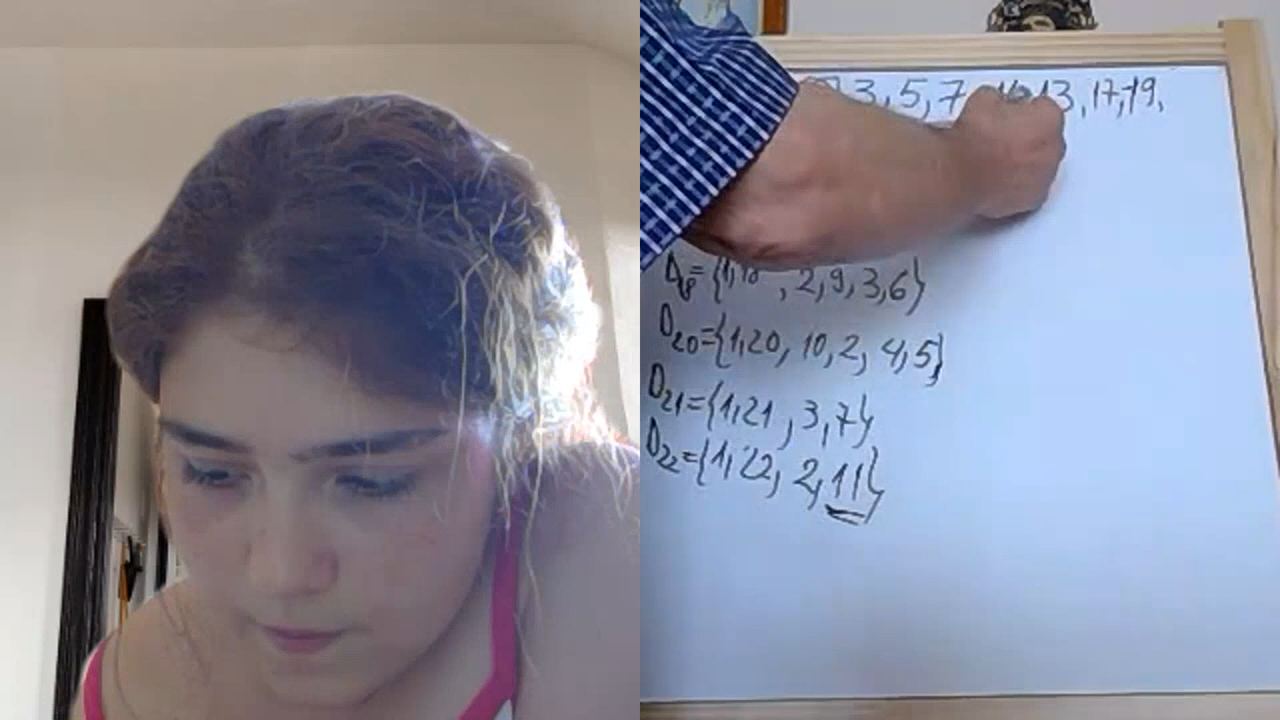 3, 5, 7 13, 17, 19,
D18={1,18 , 2,9,3,6}
D20={1,20, 10,2, 4,5}
D21={1,21 , 3,7}
D22={1,22, 2,11}